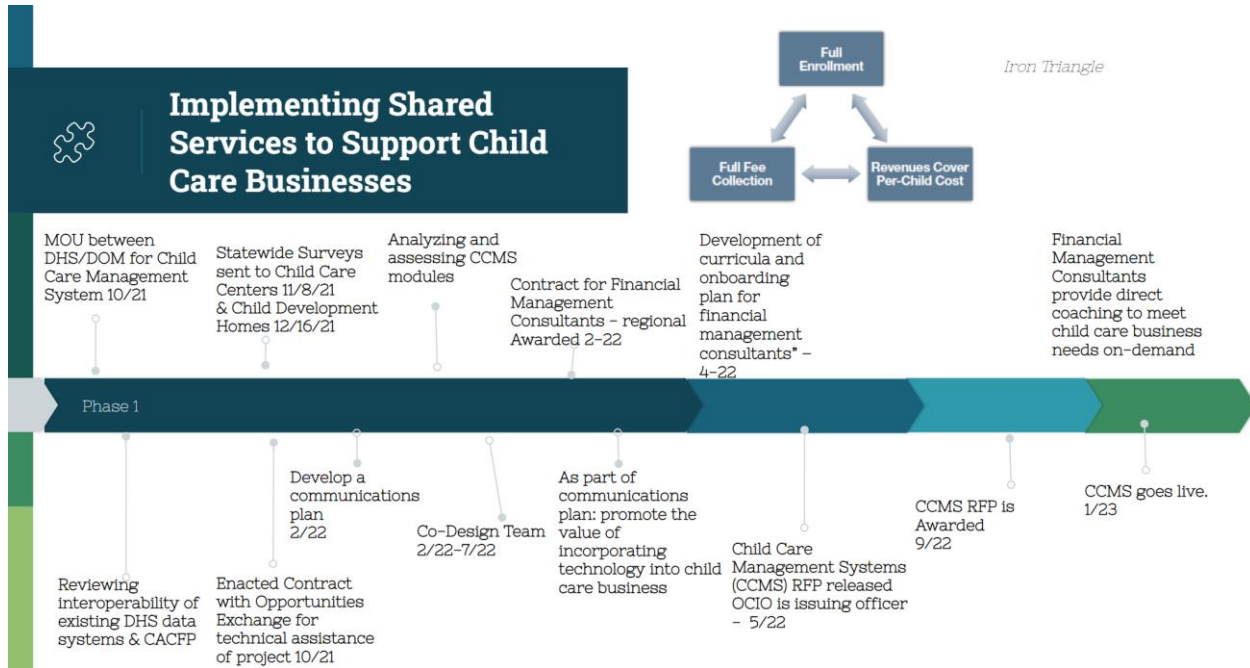 Implementing Shared
Services to Support Child
Care Businesses
Full
Enrollment
Iron Triangle
Full Fee
Collection
Revenues Cover
Per-Child Cost
MOU between
DHS/DOM for Child
Care Management
System 10/21
Statewide Surveys
sent to Child Care
Centers 11/8/21
& Child Development
Homes 12/16/21
Analyzing and
assessing CCMS
modules
Contract for Financial
Management
Consultants – regional
Awarded 2-22
Development of
curricula and
onboarding
plan for
financial
management
consultants” –
4-22
Financial
Management
Consultants
provide direct
coaching to meet
child care business
needs on-demand
Phase 1
Reviewing
interoperability of
existing DHS data
systems & CACFP
Enacted Contract
with Opportunities
Exchange for
technical assistance
of project 10/21
Develop a
communications
plan
2/22
Co-Design Team
2/22-7/22
As part of
communications
plan: promote the
value of
incorporating
technology into child
care business
Child Care
Management Systems
(CCMS) RFP released
OCIO is issuing officer
– 5/22
CCMS RFP is
Awarded
9/22
CCMS goes live.
1/23